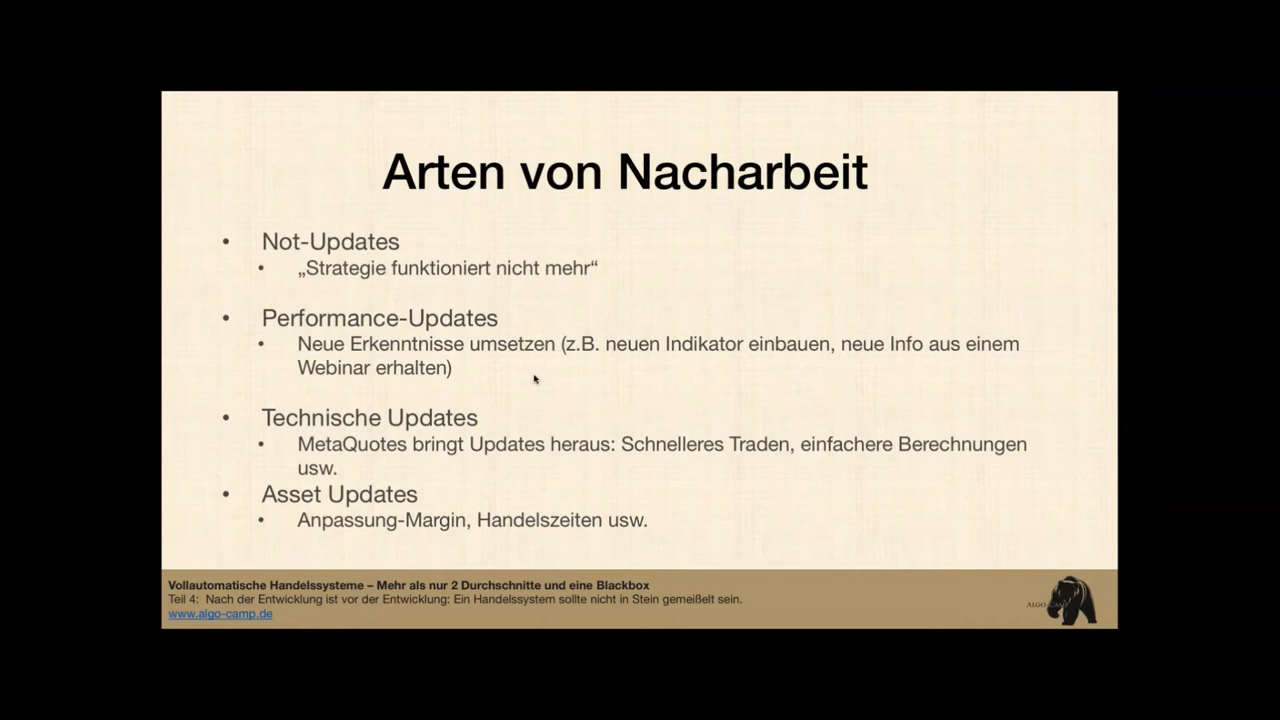 Arten von Nacharbeit
• Not-Updates
• „Strategie funktioniert nicht mehr“
• Performance-Updates
• Neue Erkenntnisse umsetzen (z.B. neuen Indikator einbauen, neue Info aus einem
Webinar erhalten)
• Technische Updates
• MetaQuotes bringt Updates heraus: Schnelleres Traden, einfachere Berechnungen
usw.
• Asset Updates
• Anpassung-Margin, Handelszeiten usw.
Vollautomatische Handelssysteme – Mehr als nur 2 Durchschnitte und eine Blackbox
Teil 4: Nach der Entwicklung ist vor der Entwicklung: Ein Handelssystem sollte nicht in Stein gemeißelt sein.
www.algo-camp.de
ALGO-CAMP